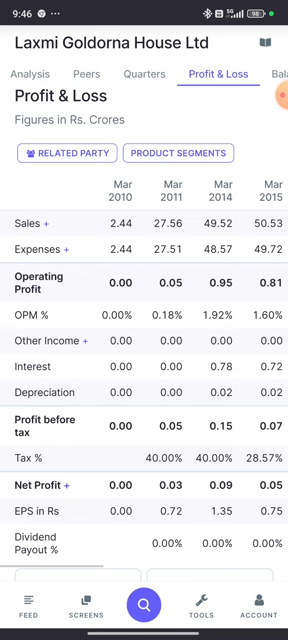 9:46 5G 98
Laxmi Goldorna House Ltd
Analysis Peers Quarters Profit & Loss Bala
Profit & Loss
Figures in Rs. Crores
RELATED PARTY PRODUCT SEGMENTS
Mar Mar Mar Mar
2010 2011 2014 2015
Sales + 2.44 27.56 49.52 50.53
Expenses + 2.44 27.51 48.57 49.72
Operating
Profit 0.00 0.05 0.95 0.81
OPM % 0.00% 0.18% 1.92% 1.60%
Other Income + 0.00 0.00 0.00 0.00
Interest 0.00 0.00 0.78 0.72
Depreciation 0.00 0.00 0.02 0.02
Profit before
tax 0.00 0.05 0.15 0.07
Tax % 40.00% 40.00% 28.57%
Net Profit + 0.00 0.03 0.09 0.05
EPS in Rs 0.00 0.72 1.35 0.75
Dividend
Payout % 0.00% 0.00% 0.00%
FEED SCREENS TOOLS ACCOUNT